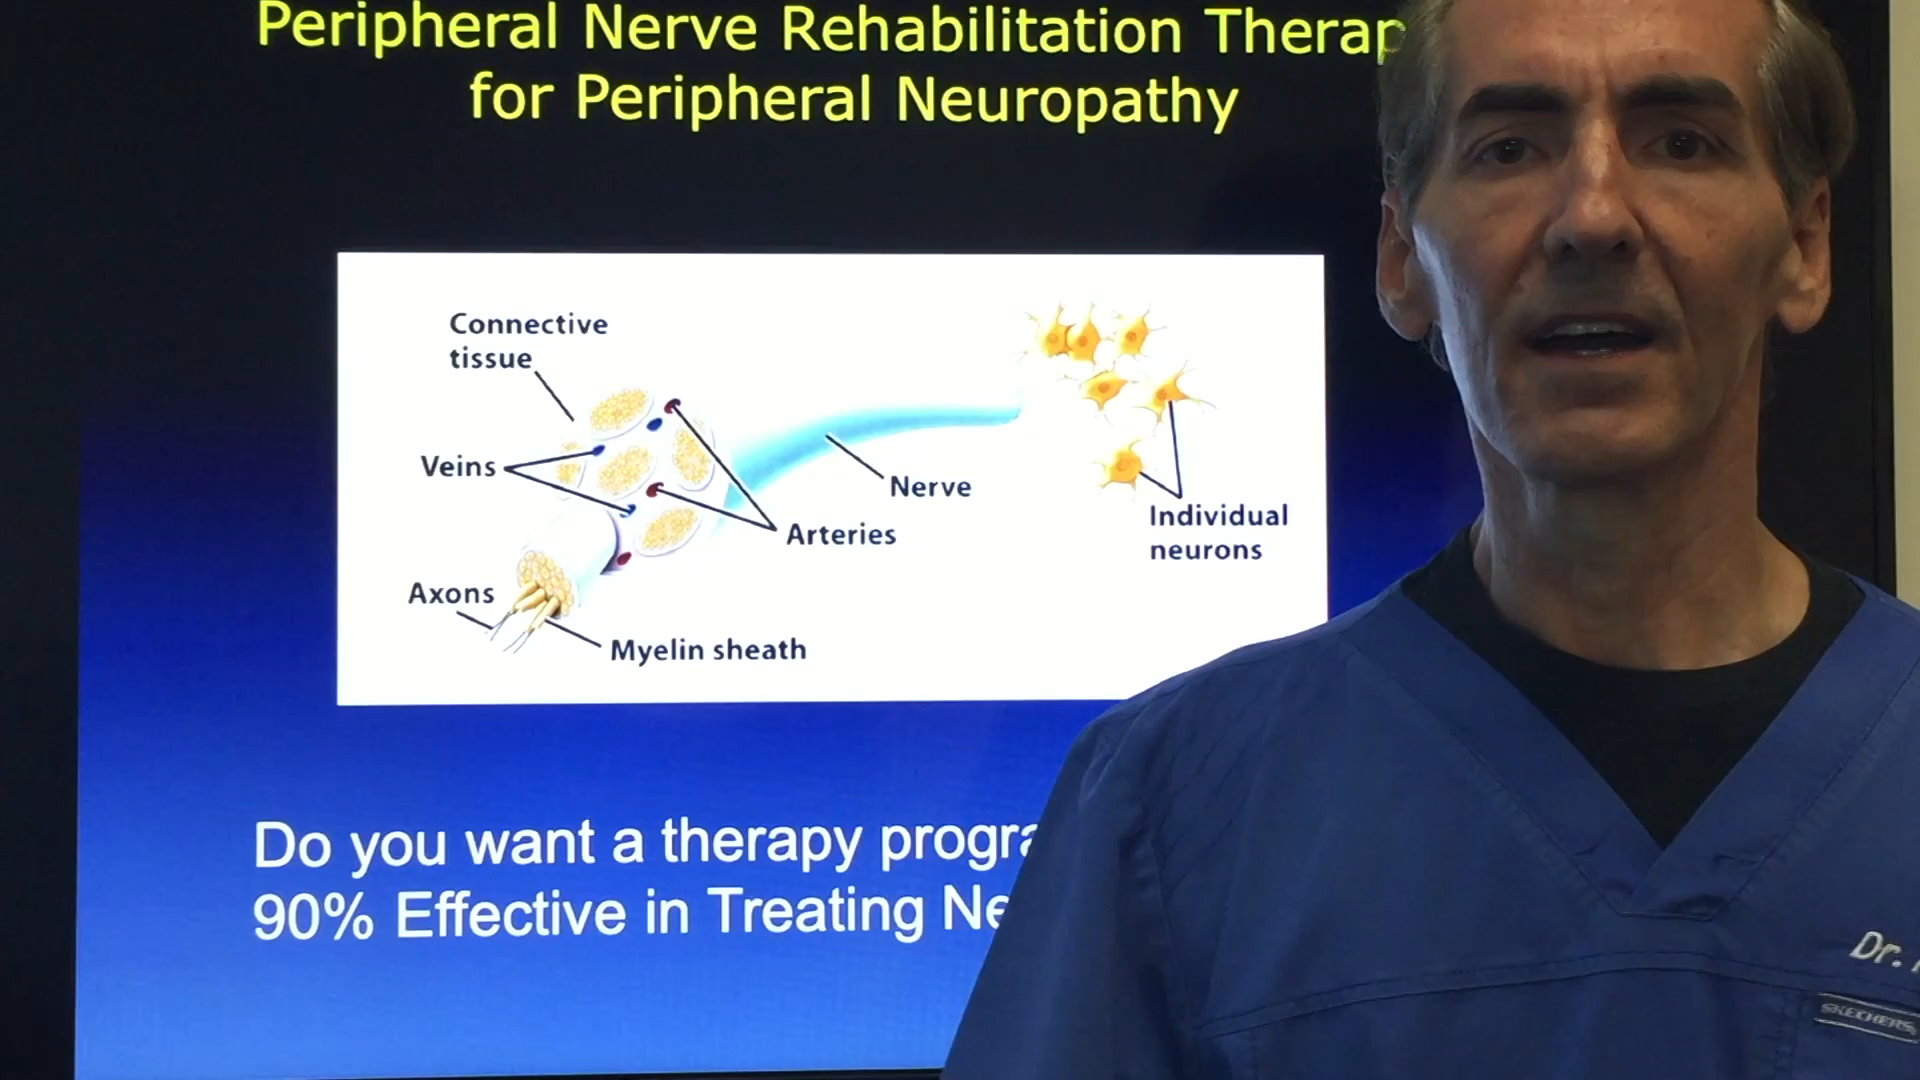 Peripheral Nerve Rehabilitation Therap
for Peripheral Neuropathy
Connective
tissue
Veins
Nerve
Arteries
Individual
neurons
Axons
Myelin sheath
Do you want a therapy progra
90% Effective in Treating Ne
Dr.
SKECHERS